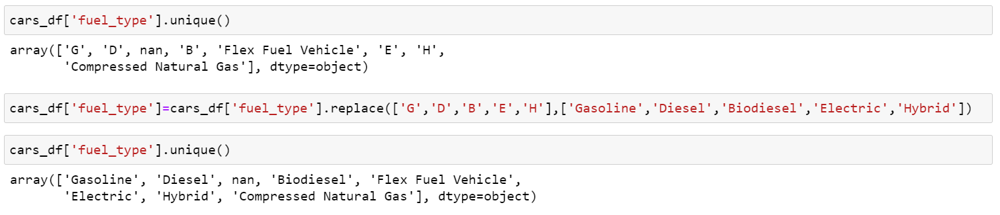 cars_df['fuel_type'].unique()
array(['G', 'D', nan, 'B', 'Flex Fuel Vehicle', 'E', 'H',
'Compressed Natural Gas'], dtype=object)
cars_df['fuel_type']=cars_df['fuel_type'].replace(['G','D','B','E','H'],['Gasoline','Diesel','Biodiesel','Electric','Hybrid'])
cars_df['fuel_type'].unique()
array(['Gasoline', 'Diesel', nan, 'Biodiesel', 'Flex Fuel Vehicle',
'Electric', 'Hybrid', 'Compressed Natural Gas'], dtype=object)